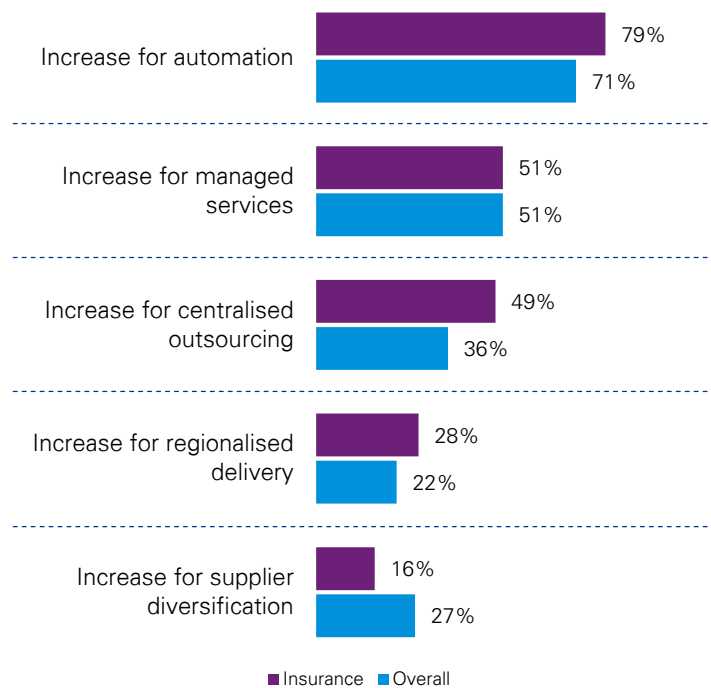 Increase for automation
79%
71%
Increase for managed
services
51%
51%
Increase for centralised
outsourcing
49%
36%
Increase for regionalised
delivery
28%
22%
Increase for supplier
diversification
16%
27%
Insurance Overall